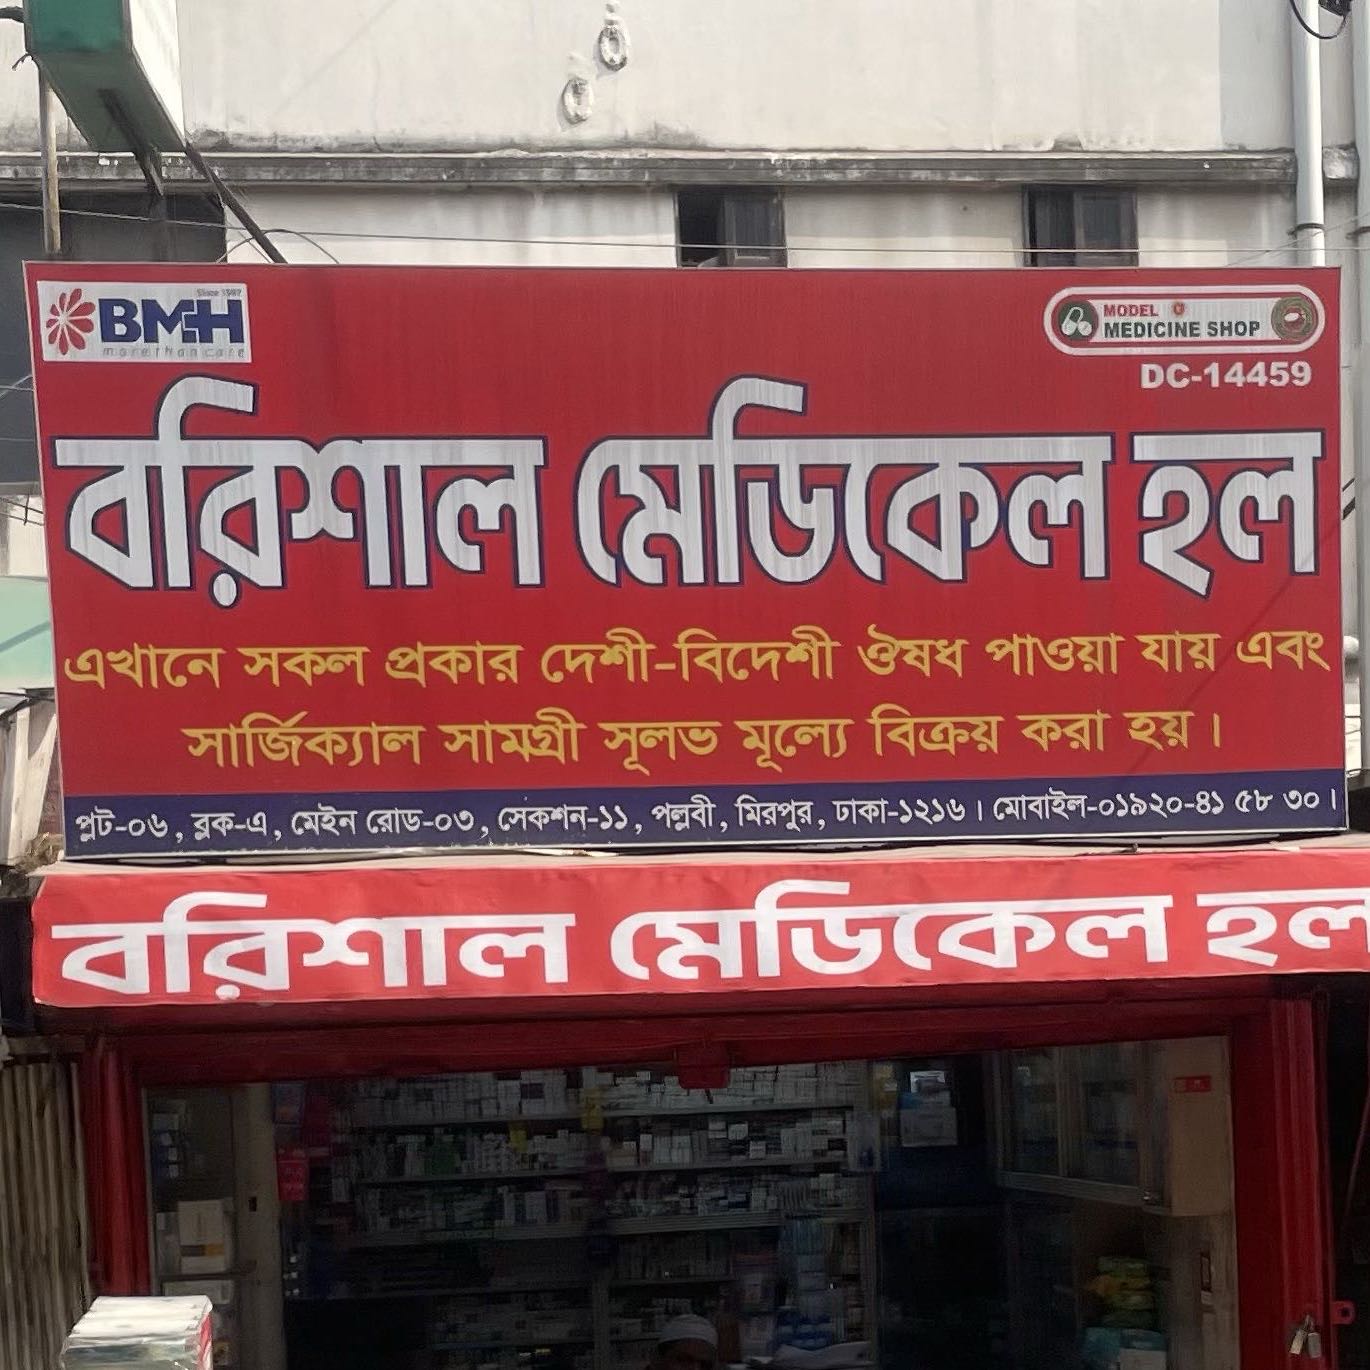 Since 1997
BMH
more than care
MODEL
MEDICINE SHOP
DC-14459
বরিশাল মেডিকেল হল
এখানে সকল প্রকার দেশী-বিদেশী ঔষধ পাওয়া যায় এবং
সার্জিক্যাল সামগ্রী সূলভ মূল্যে বিক্রয় করা হয়।
প্লট-০৬, ব্লক-এ, মেইন রোড-০৩, সেকশন-১১, পল্লবী, মিরপুর, ঢাকা-১২১৬। মোবাইল-০১৯২০-৪১ ৫৮ ৩০।
বরিশাল মেডিকেল হল